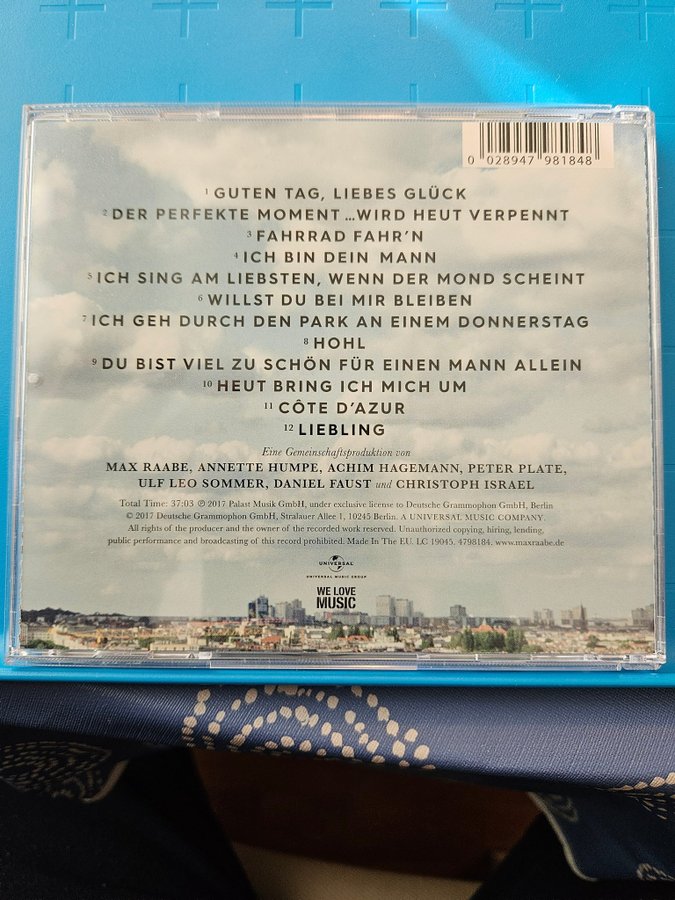 0 028947 981848
1 GUTEN TAG, LIEBES GLÜCK
2 DER PERFEKTE MOMENT ...WIRD HEUT VERPENNT
3 FAHRRAD FAHR'N
4 ICH BIN DEIN MANN
5 ICH SING AM LIEBSTEN, WENN DER MOND SCHEINT
6 WILLST DU BEI MIR BLEIBEN
7 ICH GEH DURCH DEN PARK AN EINEM DONNERSTAG
8 HOHL
9 DU BIST VIEL ZU SCHÖN FÜR EINEN MANN ALLEIN
10 HEUT BRING ICH MICH UM
11 CÔTE D'AZUR
12 LIEBLING
Eine Gemeinschaftsproduktion von
MAX RAABE, ANNETTE HUMPE, ACHIM HAGEMANN, PETER PLATE,
ULF LEO SOMMER, DANIEL FAUST und CHRISTOPH ISRAEL
Total Time: 37:03 ℗ 2017 Palast Musik GmbH, under exclusive license to Deutsche Grammophon GmbH, Berlin
© 2017 Deutsche Grammophon GmbH, Stralauer Allee 1, 10245 Berlin. A UNIVERSAL MUSIC COMPANY.
All rights of the producer and the owner of the recorded work reserved. Unauthorized copying, hiring, lending,
public performance and broadcasting of this record prohibited. Made In The EU. LC 19045. 4798184. www.maxraabe.de
UNIVERSAL
UNIVERSAL MUSIC GROUP
WE LOVE
MUSIC